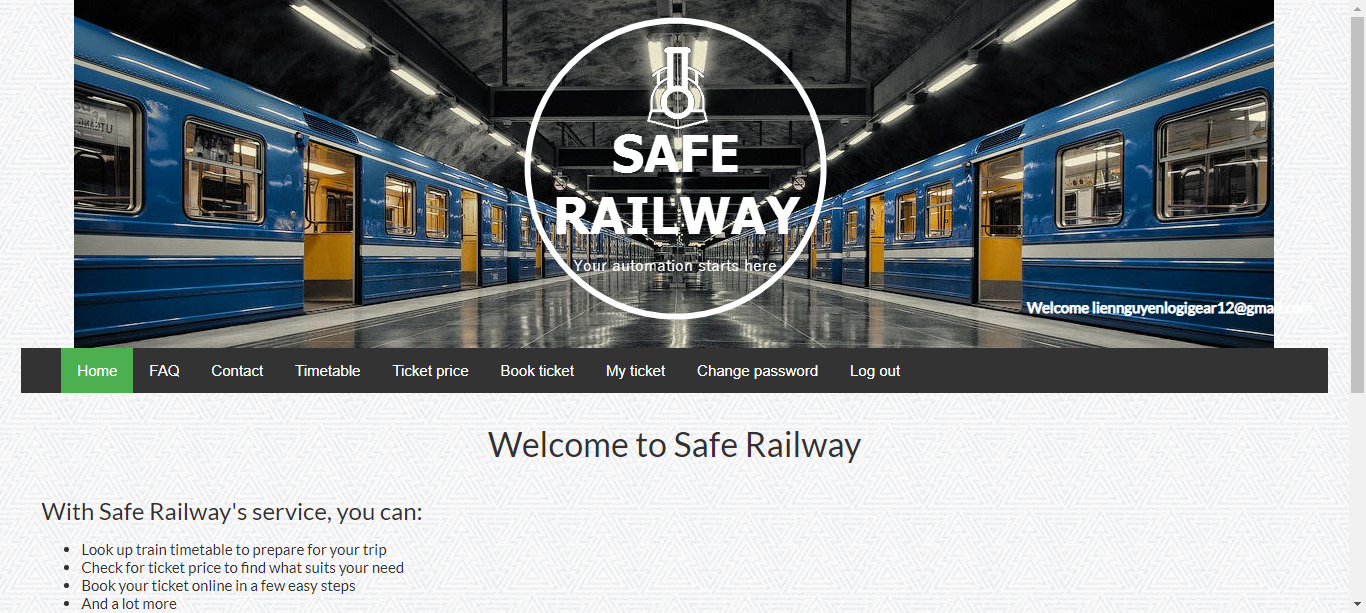 SAFE
RAILWAY
Your automation starts here
Welcome liennguyenlogigear12@gmail.com
Home FAQ Contact Timetable Ticket price Book ticket My ticket Change password Log out
Welcome to Safe Railway
With Safe Railway's service, you can:
Look up train timetable to prepare for your trip
Check for ticket price to find what suits your need
Book your ticket online in a few easy steps
And a lot more